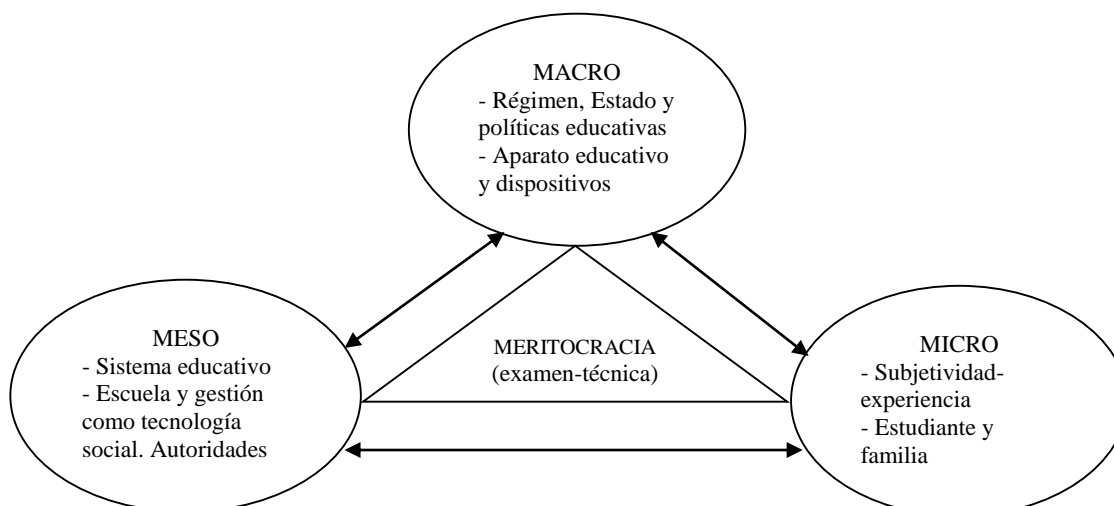 MACRO
- Régimen, Estado y
políticas educativas
- Aparato educativo
y dispositivos
MESO
- Sistema educativo
- Escuela y gestión
como tecnología
social. Autoridades
MERITOCRACIA
(examen-técnica)
MICRO
- Subjetividad-
experiencia
- Estudiante y
familia